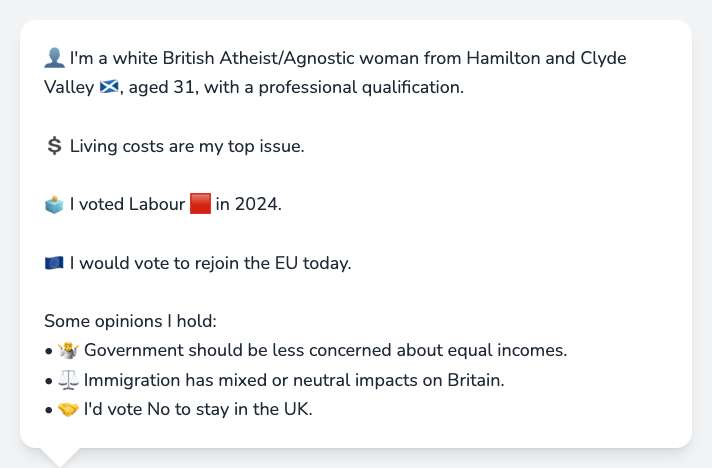 👤 I'm a white British Atheist/Agnostic woman from Hamilton and Clyde
Valley 🏴󠁧󠁢󠁳󠁣󠁴󠁿, aged 31, with a professional qualification.
💲 Living costs are my top issue.
🗳️ I voted Labour 🟥 in 2024.
🇪🇺 I would vote to rejoin the EU today.
Some opinions I hold:
• 🤷 Government should be less concerned about equal incomes.
• ⚖️ Immigration has mixed or neutral impacts on Britain.
• 🤝 I'd vote No to stay in the UK.